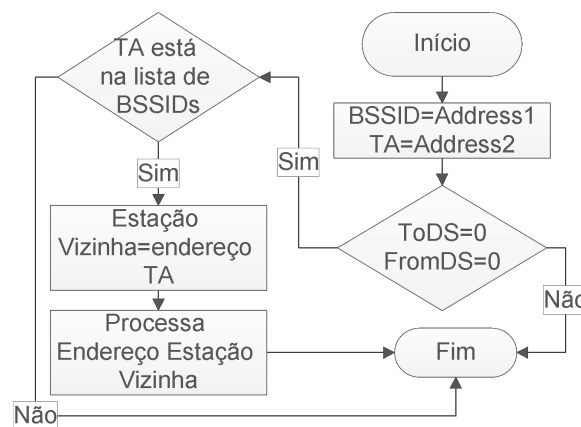 Início
BSSID=Address1
TA=Address2
ToDS=0
FromDS=0
Sim
Não
TA está
na lista de
BSSIDs
Sim
Estação
Vizinha=endereço
TA
Processa
Endereço Estação
Vizinha
Fim
Não